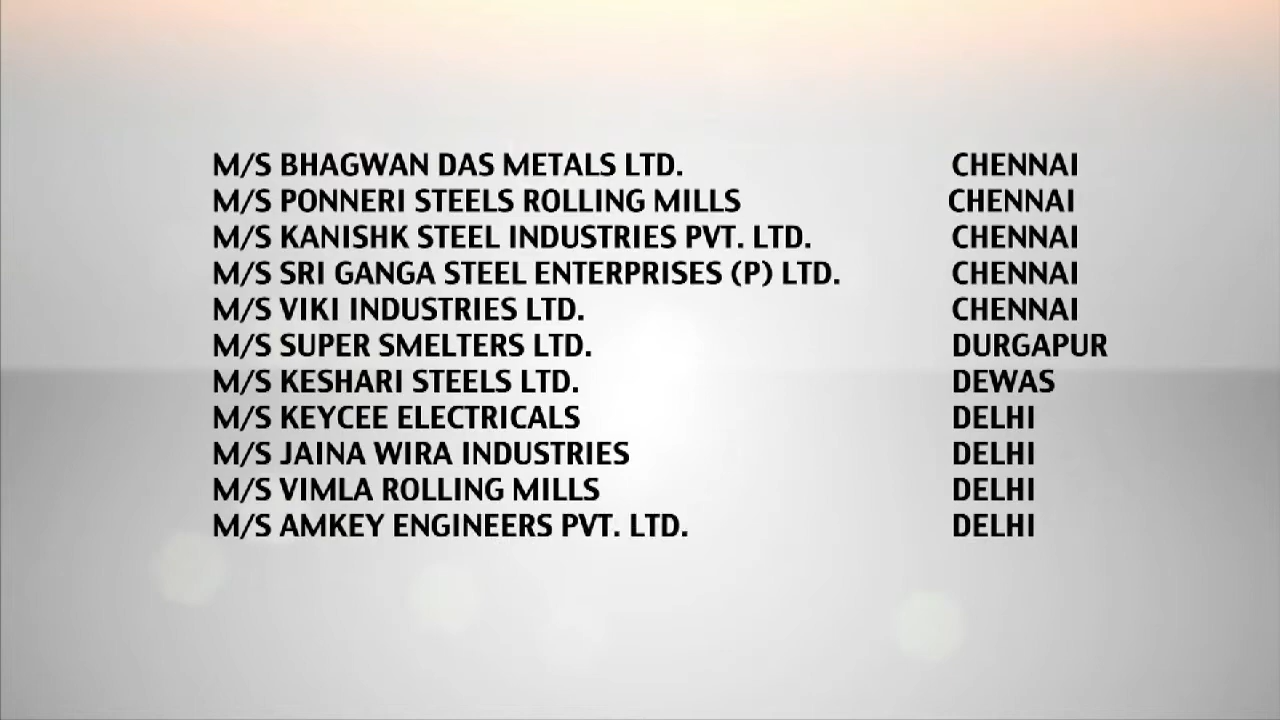 M/S BHAGWAN DAS METALS LTD. CHENNAI
M/S PONNERI STEELS ROLLING MILLS CHENNAI
M/S KANISHK STEEL INDUSTRIES PVT. LTD. CHENNAI
M/S SRI GANGA STEEL ENTERPRISES (P) LTD. CHENNAI
M/S VIKI INDUSTRIES LTD. CHENNAI
M/S SUPER SMELTERS LTD. DURGAPUR
M/S KESHARI STEELS LTD. DEWAS
M/S KEYCEE ELECTRICALS DELHI
M/S JAINA WIRA INDUSTRIES DELHI
M/S VIMLA ROLLING MILLS DELHI
M/S AMKEY ENGINEERS PVT. LTD. DELHI